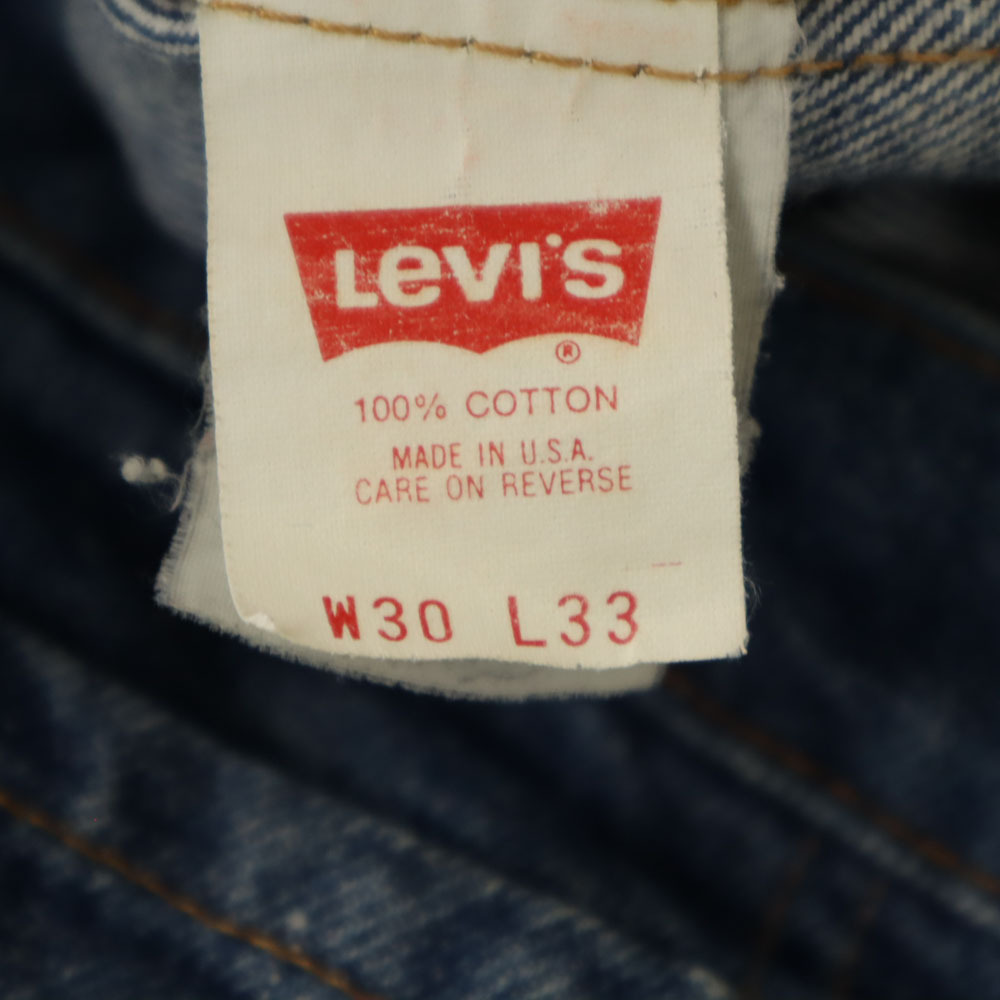 Levi's
®
100% COTTON
MADE IN U.S.A.
CARE ON REVERSE
W30 L33